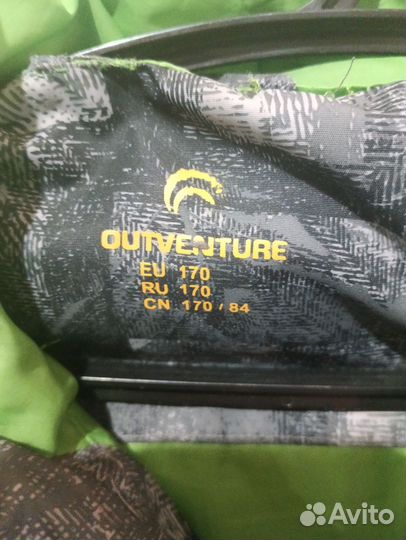 OUTVENTURE
EU 170
RU 170
CN 170 / 84
Avito